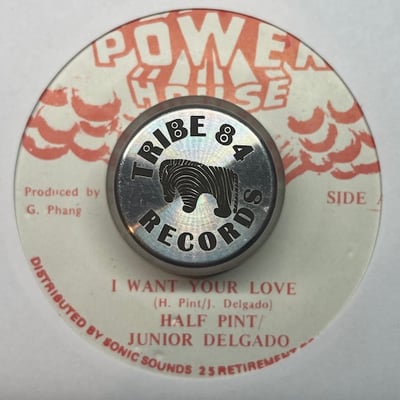 POWER
HOUSE
TRIBE 84
RECORDS
Produced by
G. Phang
SIDE A
I WANT YOUR LOVE
(H. Pint/J. Delgado)
HALF PINT/
JUNIOR DELGADO
DISTRIBUTED BY SONIC SOUNDS 25 RETIREMENT